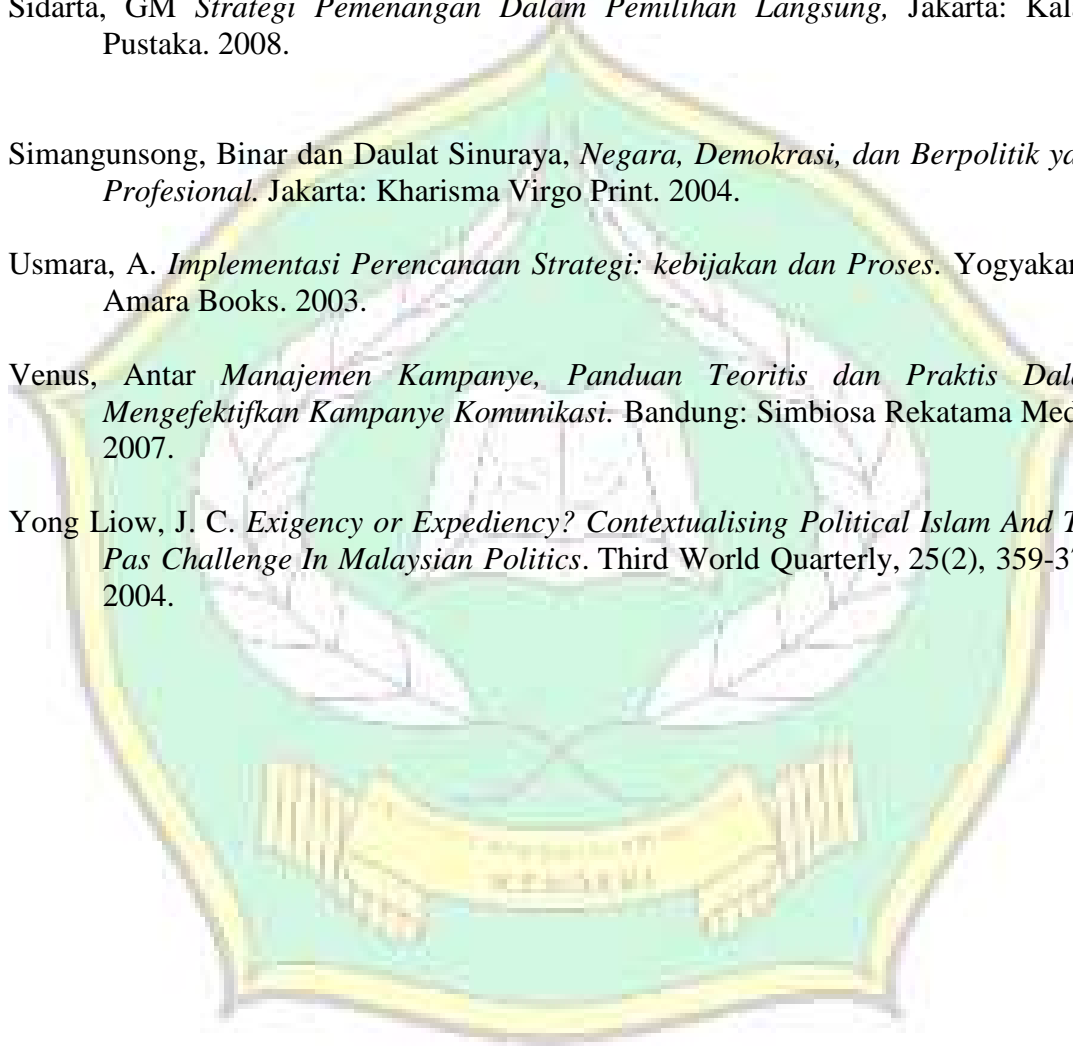 Sidarta, GM Strategi Pemenangan Dalam Pemilihan Langsung, Jakarta: Kal
Pustaka. 2008.
Simangunsong, Binar dan Daulat Sinuraya, Negara, Demokrasi, dan Berpolitik ya
Profesional. Jakarta: Kharisma Virgo Print. 2004.
Usmara, A. Implementasi Perencanaan Strategi: kebijakan dan Proses. Yogyakar
Amara Books. 2003.
Venus, Antar Manajemen Kampanye, Panduan Teoritis dan Praktis Dala
Mengefektifkan Kampanye Komunikasi. Bandung: Simbiosa Rekatama Med
2007.
Yong Liow, J. C. Exigency or Expediency? Contextualising Political Islam And T
Pas Challenge In Malaysian Politics. Third World Quarterly, 25(2), 359-37
2004.